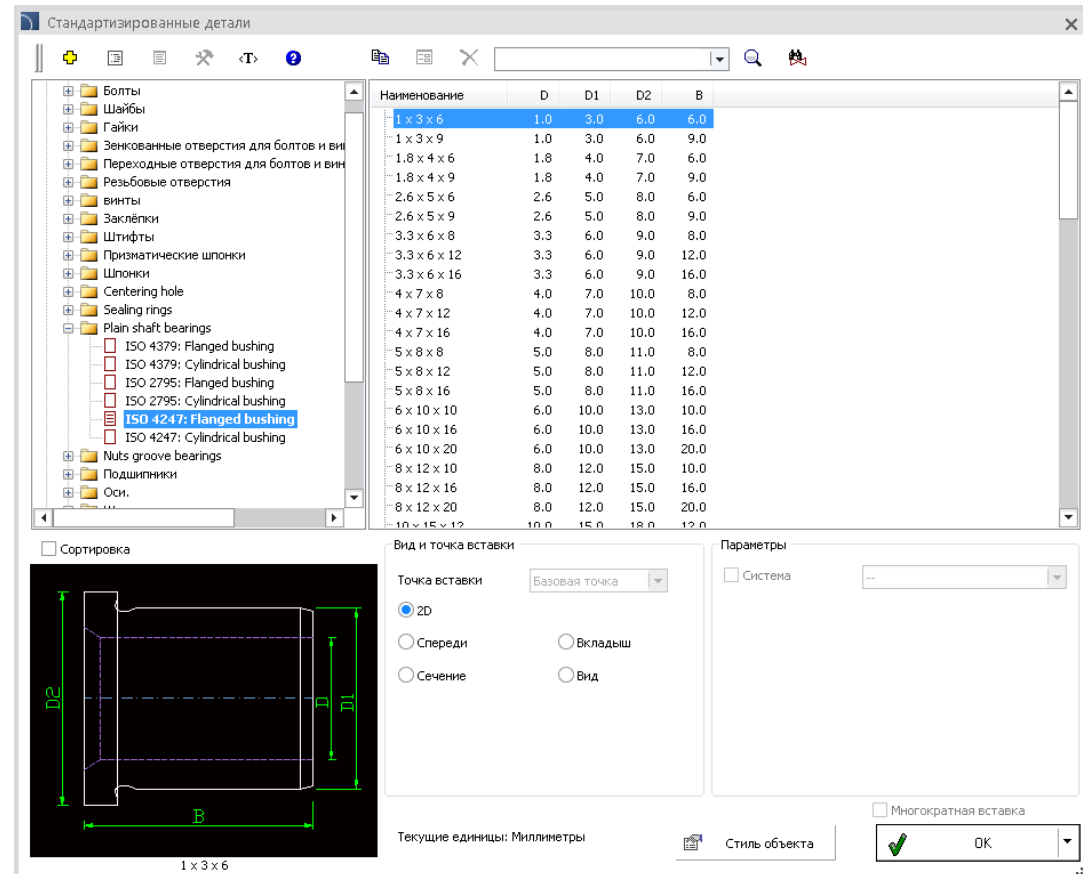 Стандартизированные детали
‹T›
Болты
Шайбы
Гайки
Зенкованные отверстия для болтов и ви
Переходные отверстия для болтов и вин
Резьбовые отверстия
винты
Заклёпки
Штифты
Призматические шпонки
Шпонки
Centering hole
Sealing rings
Plain shaft bearings
ISO 4379: Flanged bushing
ISO 4379: Cylindrical bushing
ISO 2795: Flanged bushing
ISO 2795: Cylindrical bushing
ISO 4247: Flanged bushing
ISO 4247: Cylindrical bushing
Nuts groove bearings
Подшипники
Оси.
Наименование D D1 D2 B
1 x 3 x 6 1.0 3.0 6.0 6.0
1 x 3 x 9 1.0 3.0 6.0 9.0
1.8 x 4 x 6 1.8 4.0 7.0 6.0
1.8 x 4 x 9 1.8 4.0 7.0 9.0
2.6 x 5 x 6 2.6 5.0 8.0 6.0
2.6 x 5 x 9 2.6 5.0 8.0 9.0
3.3 x 6 x 8 3.3 6.0 9.0 8.0
3.3 x 6 x 12 3.3 6.0 9.0 12.0
3.3 x 6 x 16 3.3 6.0 9.0 16.0
4 x 7 x 8 4.0 7.0 10.0 8.0
4 x 7 x 12 4.0 7.0 10.0 12.0
4 x 7 x 16 4.0 7.0 10.0 16.0
5 x 8 x 8 5.0 8.0 11.0 8.0
5 x 8 x 12 5.0 8.0 11.0 12.0
5 x 8 x 16 5.0 8.0 11.0 16.0
6 x 10 x 10 6.0 10.0 13.0 10.0
6 x 10 x 16 6.0 10.0 13.0 16.0
6 x 10 x 20 6.0 10.0 13.0 20.0
8 x 12 x 10 8.0 12.0 15.0 10.0
8 x 12 x 16 8.0 12.0 15.0 16.0
8 x 12 x 20 8.0 12.0 15.0 20.0
10 x 15 x 12 10.0 15.0 18.0 12.0
Сортировка
D2
D
D1
B
1 x 3 x 6
Вид и точка вставки
Точка вставки Базовая точка
2D
Спереди Вкладыш
Сечение Вид
Параметры
Система --
Многократная вставка
Текущие единицы: Миллиметры
Стиль объекта
OK